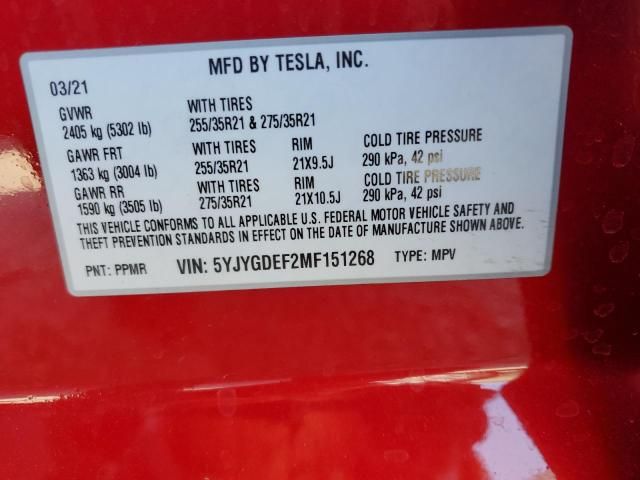 MFD BY TESLA, INC.
03/21
GVWR WITH TIRES
2405 kg (5302 lb) 255/35R21 & 275/35R21
GAWR FRT WITH TIRES RIM COLD TIRE PRESSURE
1363 kg (3004 lb) 255/35R21 21X9.5J 290 kPa, 42 psi
GAWR RR WITH TIRES RIM COLD TIRE PRESSURE
1590 kg (3505 lb) 275/35R21 21X10.5J 290 kPa, 42 psi
THIS VEHICLE CONFORMS TO ALL APPLICABLE U.S. FEDERAL MOTOR VEHICLE SAFETY AND
THEFT PREVENTION STANDARDS IN EFFECT ON THE DATE OF MANUFACTURE SHOWN ABOVE.
PNT: PPMR VIN: 5YJYGDEF2MF151268 TYPE: MPV